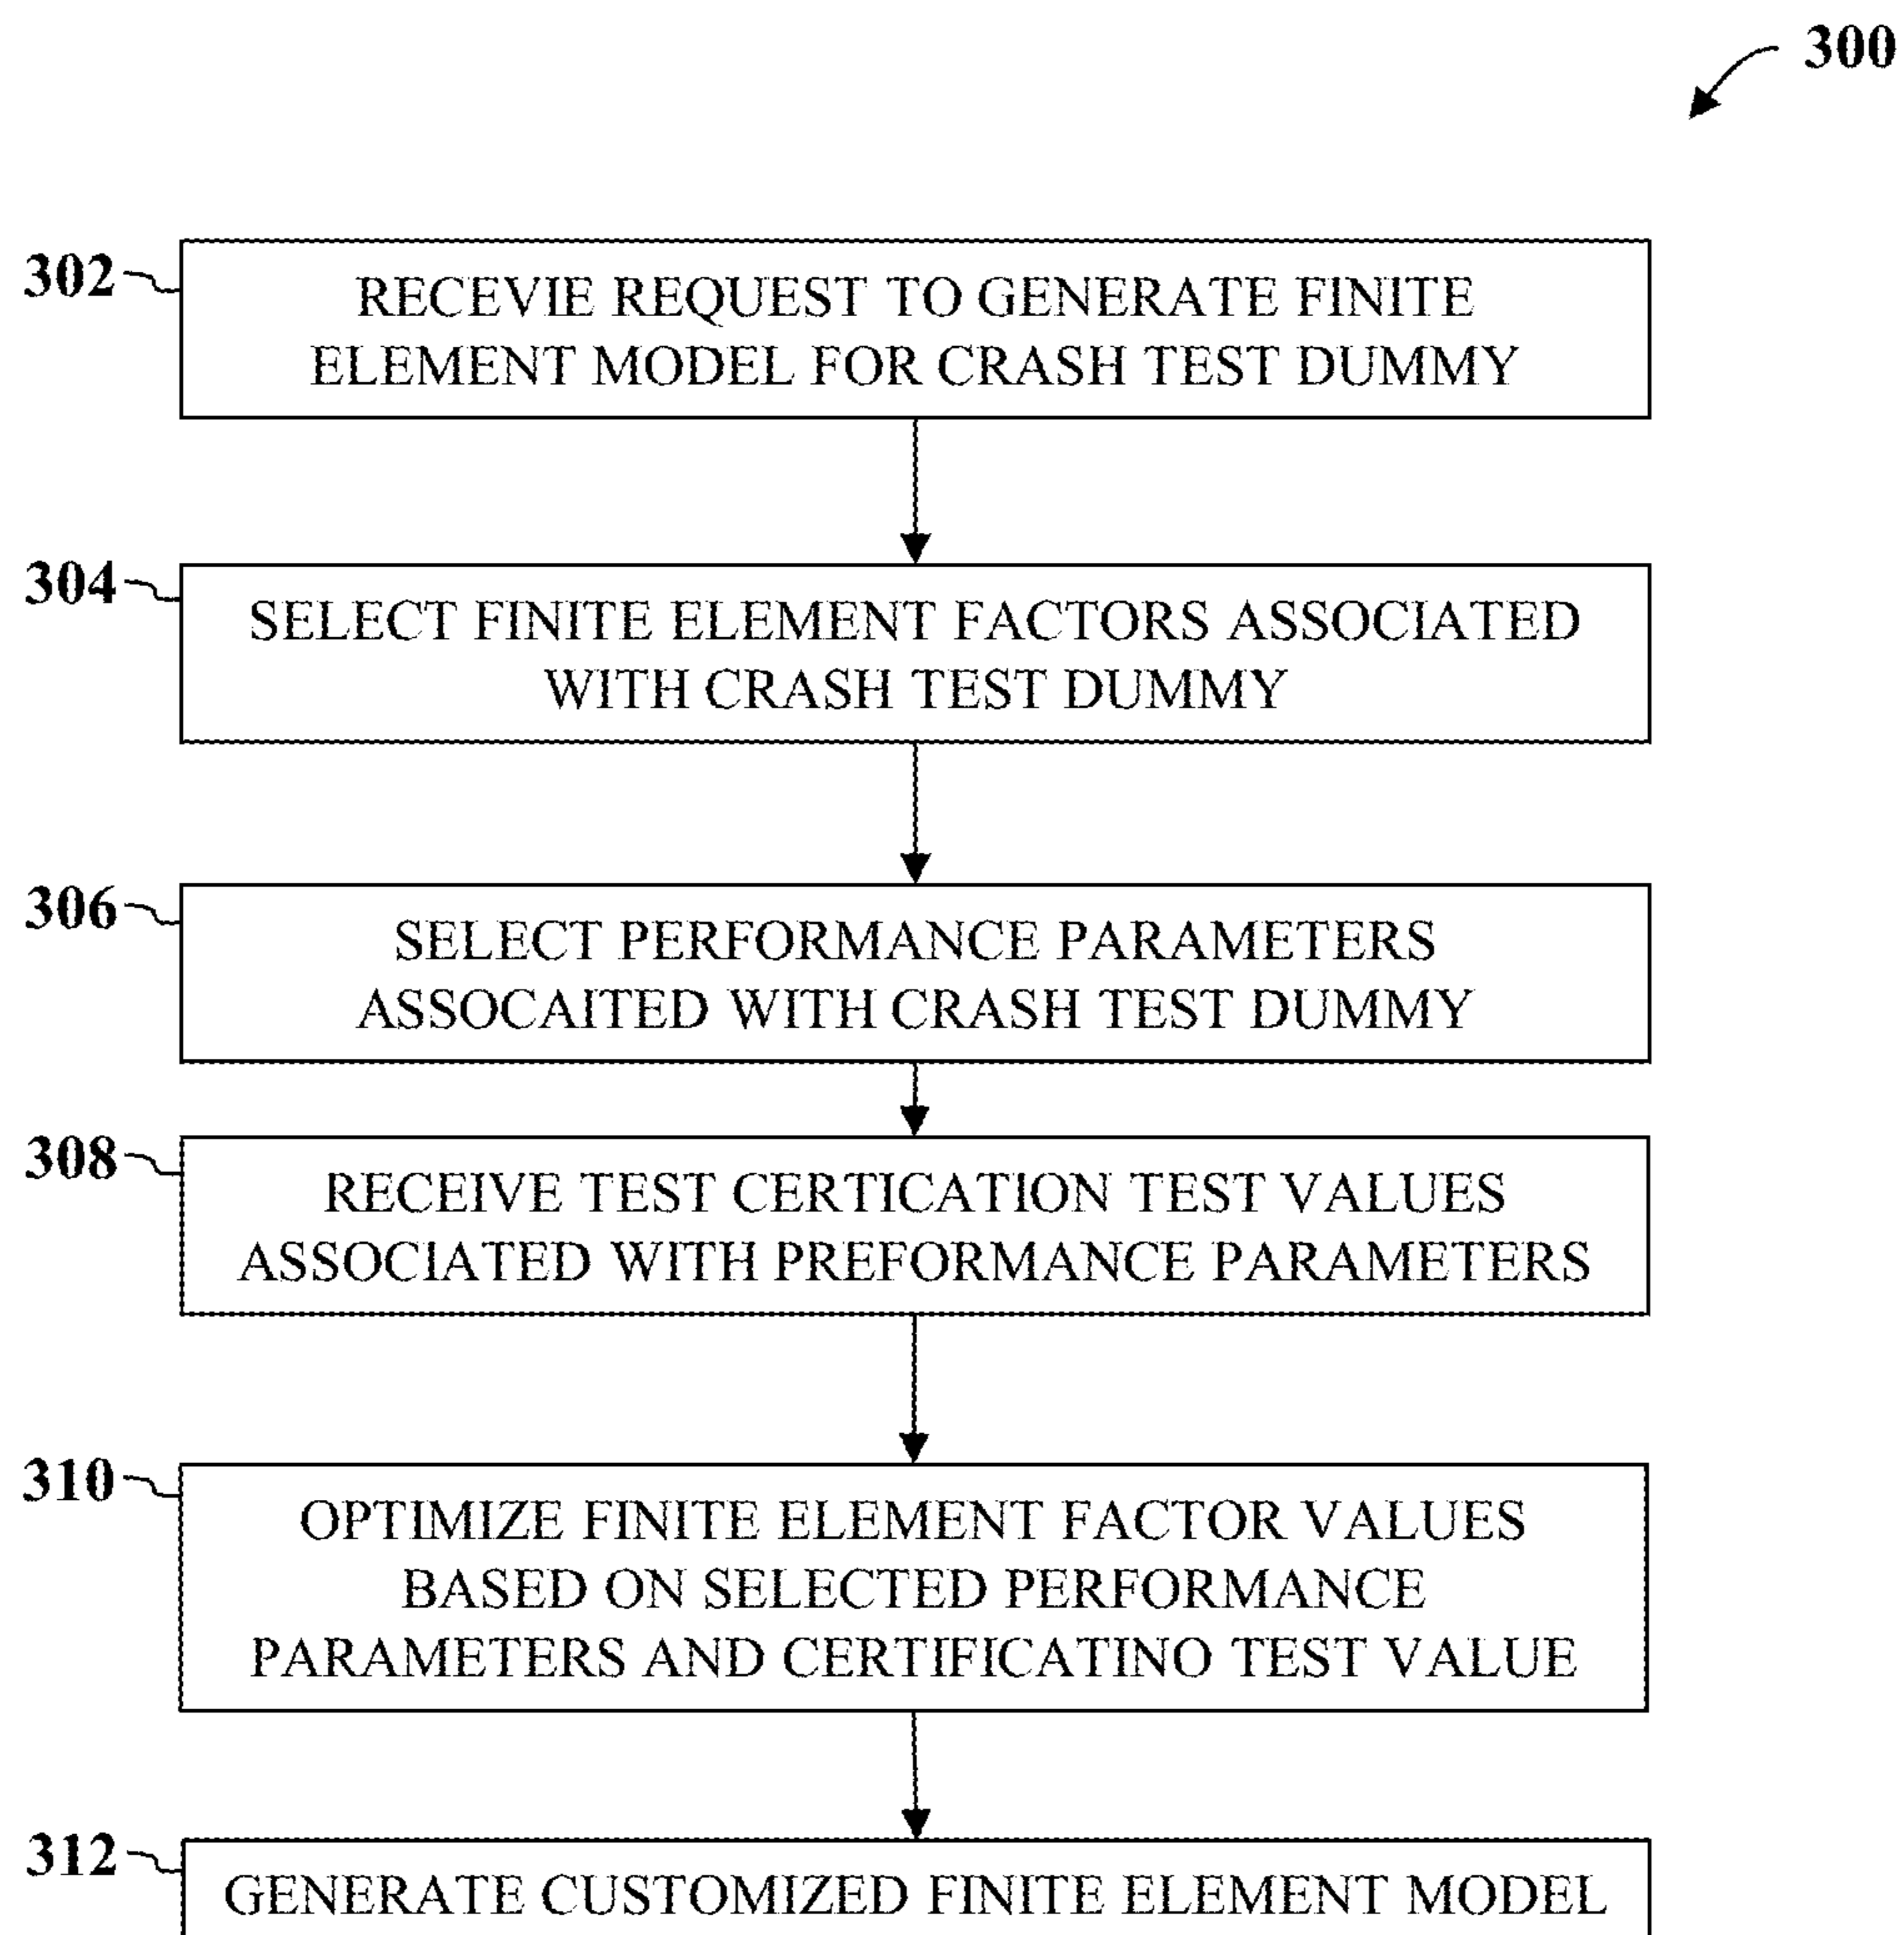 300
302
RECEVIE REQUEST TO GENERATE FINITE
ELEMENT MODEL FOR CRASH TEST DUMMY
304
SELECT FINITE ELEMENT FACTORS ASSOCIATED
WITH CRASH TEST DUMMY
306
SELECT PERFORMANCE PARAMETERS
ASSOCAITED WITH CRASH TEST DUMMY
308
RECEIVE TEST CERTICATION TEST VALUES
ASSOCIATED WITH PREFORMANCE PARAMETERS
310
OPTIMIZE FINITE ELEMENT FACTOR VALUES
BASED ON SELECTED PERFORMANCE
PARAMETERS AND CERTIFICATINO TEST VALUE
312
GENERATE CUSTOMIZED FINITE ELEMENT MODEL